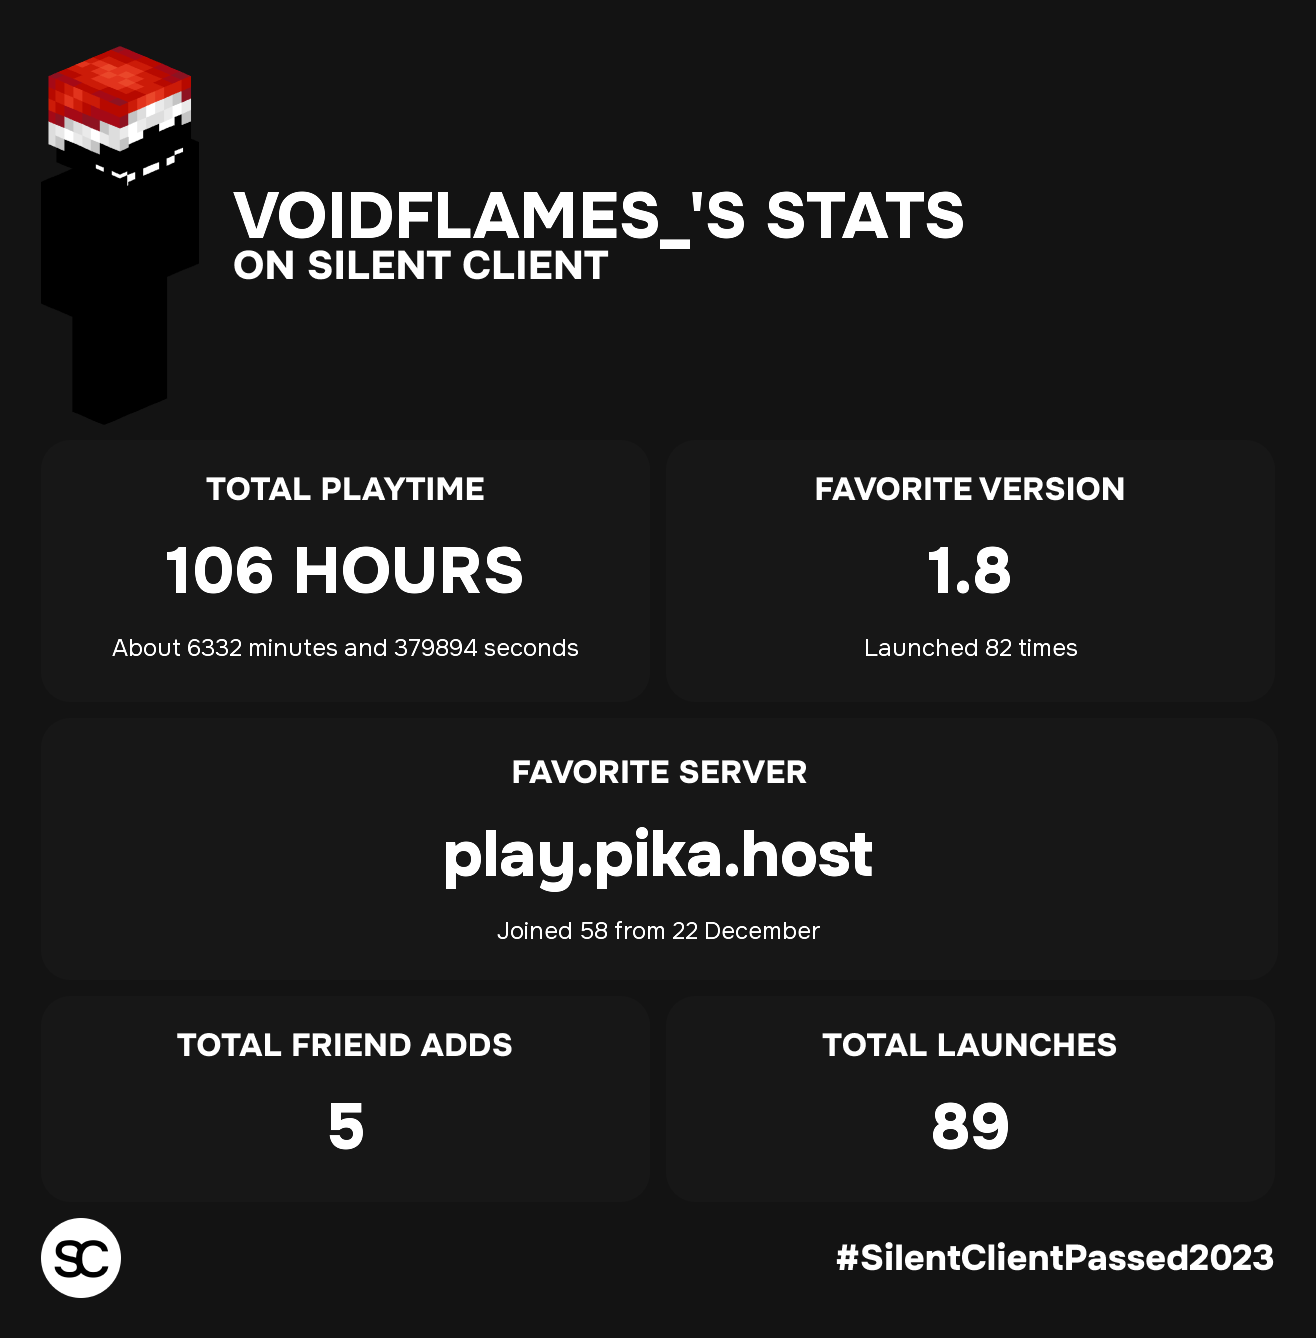 VOIDFLAMES_'S STATS
ON SILENT CLIENT
TOTAL PLAYTIME
106 HOURS
About 6332 minutes and 379894 seconds
FAVORITE VERSION
1.8
Launched 82 times
FAVORITE SERVER
play.pika.host
Joined 58 from 22 December
TOTAL FRIEND ADDS
5
TOTAL LAUNCHES
89
SC
#SilentClientPassed2023